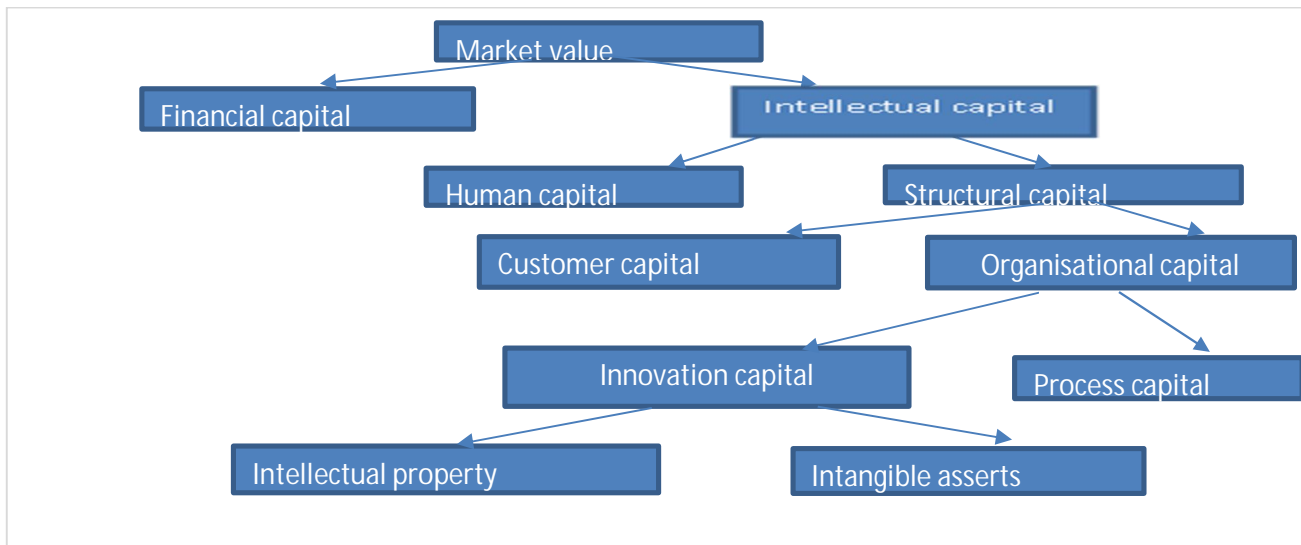 Market value
Financial capital
Intellectual capital
Human capital
Structural capital
Customer capital
Organisational capital
Innovation capital
Process capital
Intellectual property
Intangible asserts